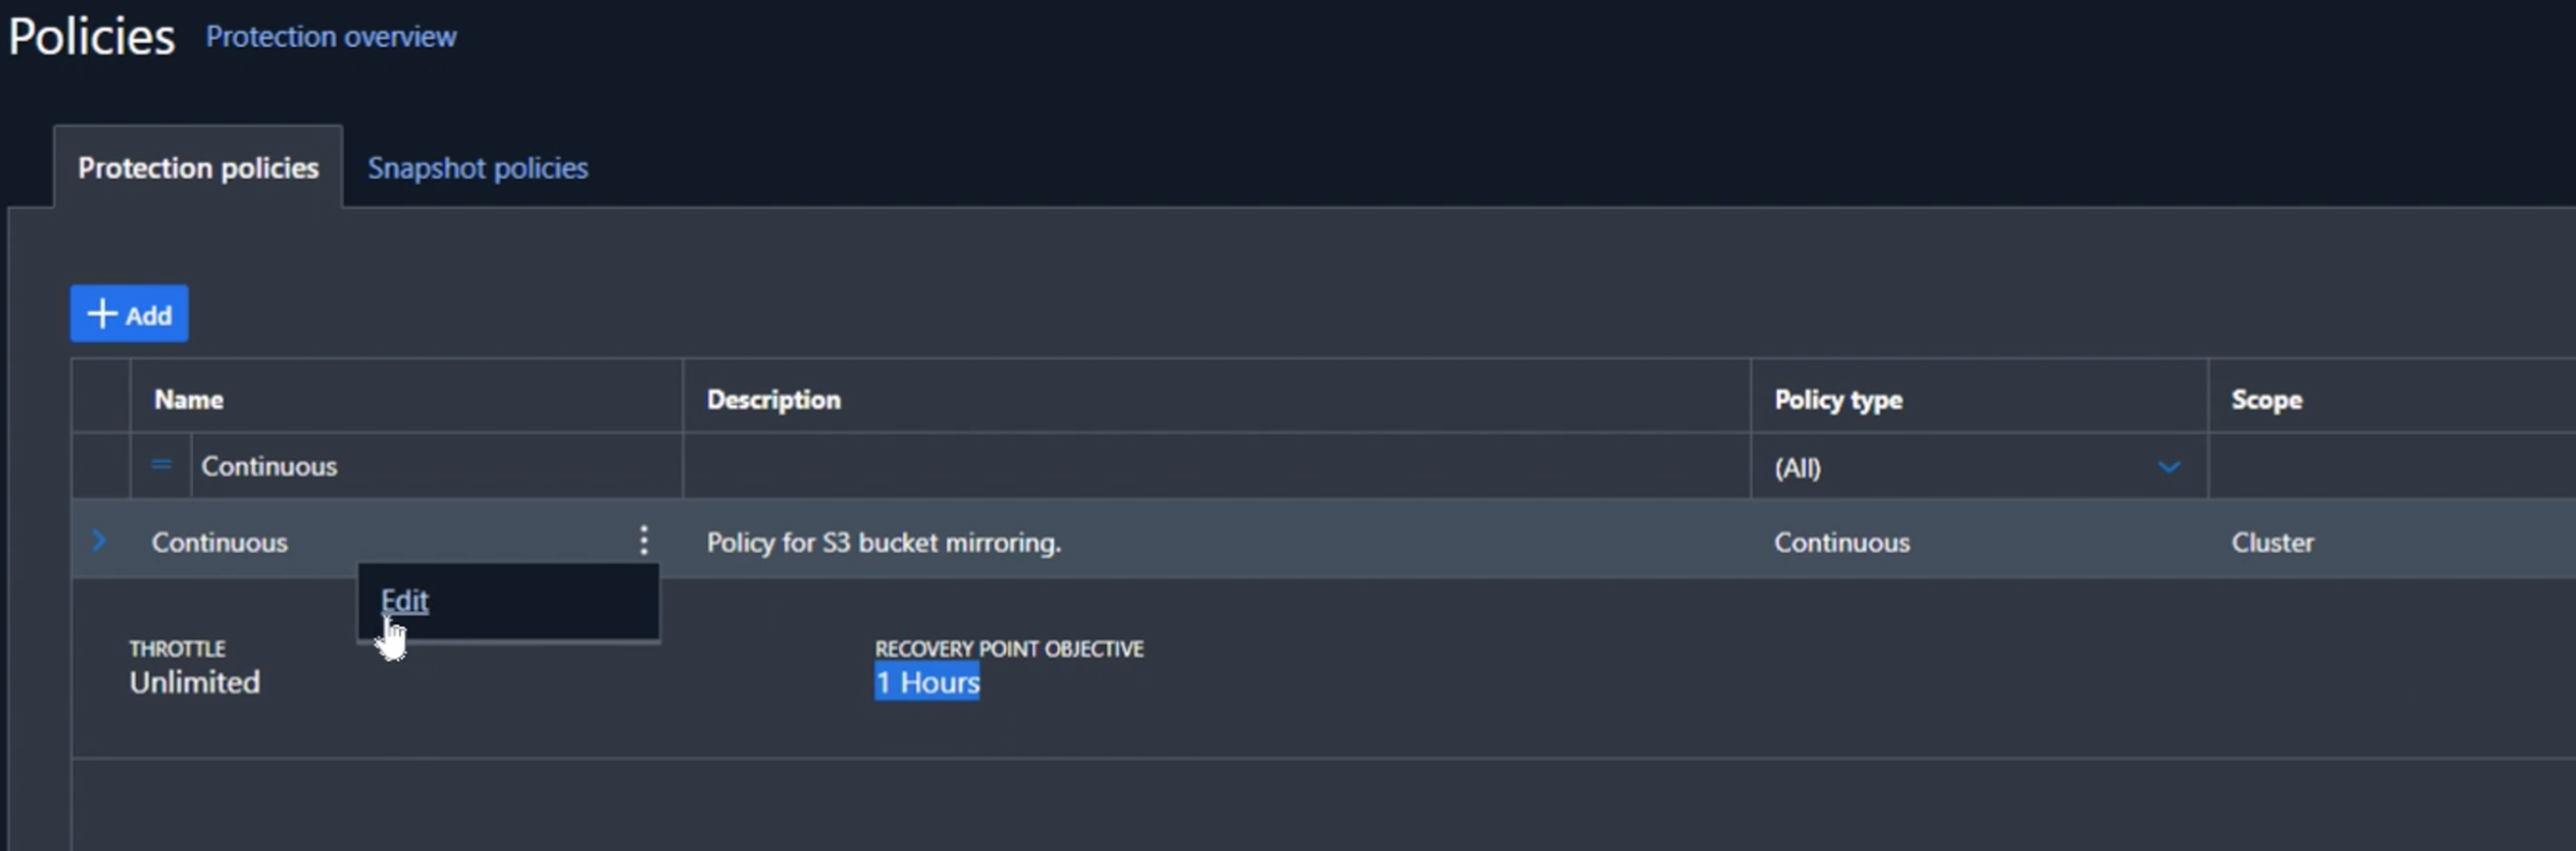 Policies Protection overview
Protection policies Snapshot policies
+ Add
Name Description Policy type Scope
= Continuous (All)
Continuous Policy for S3 bucket mirroring. Continuous Cluster
Edit
THROTTLE RECOVERY POINT OBJECTIVE
Unlimited 1 Hours